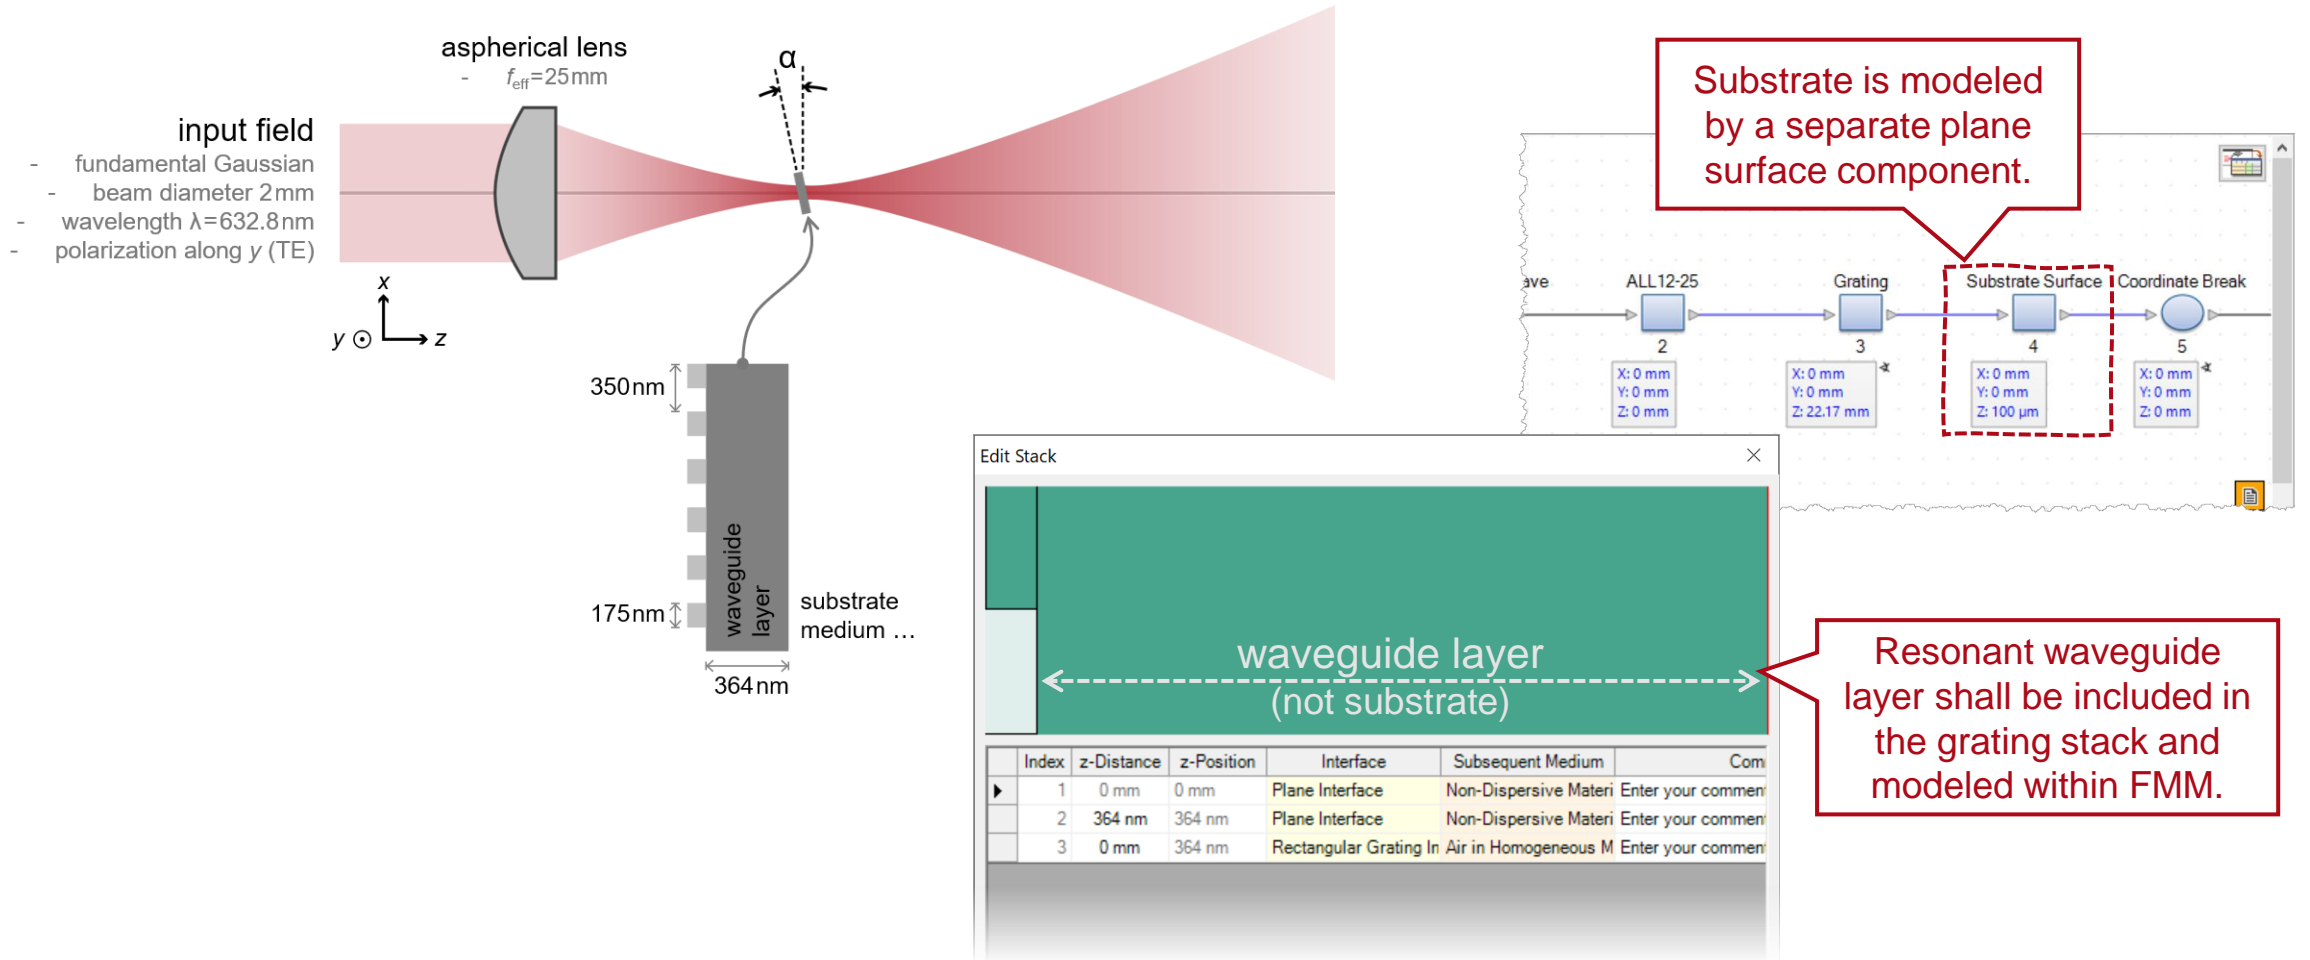 aspherical lens
- feff=25mm
α
input field
- fundamental Gaussian
- beam diameter 2mm
- wavelength λ=632.8nm
- polarization along y (TE)
x
y
z
350nm
175nm
waveguide
layer
364nm
substrate
medium …
Substrate is modeled
by a separate plane
surface component.
ave
ALL12-25
Grating
Substrate Surface
Coordinate Break
2
3
4
5
X: 0 mm
Y: 0 mm
Z: 0 mm
X: 0 mm
Y: 0 mm
Z: 22.17 mm
X: 0 mm
Y: 0 mm
Z: 100 µm
X: 0 mm
Y: 0 mm
Z: 0 mm
Edit Stack
waveguide layer
(not substrate)
Index z-Distance z-Position Interface Subsequent Medium Com
1 0 mm 0 mm Plane Interface Non-Dispersive Materi Enter your commen
2 364 nm 364 nm Plane Interface Non-Dispersive Materi Enter your commen
3 0 mm 364 nm Rectangular Grating In Air in Homogeneous M Enter your commen
Resonant waveguide
layer shall be included in
the grating stack and
modeled within FMM.